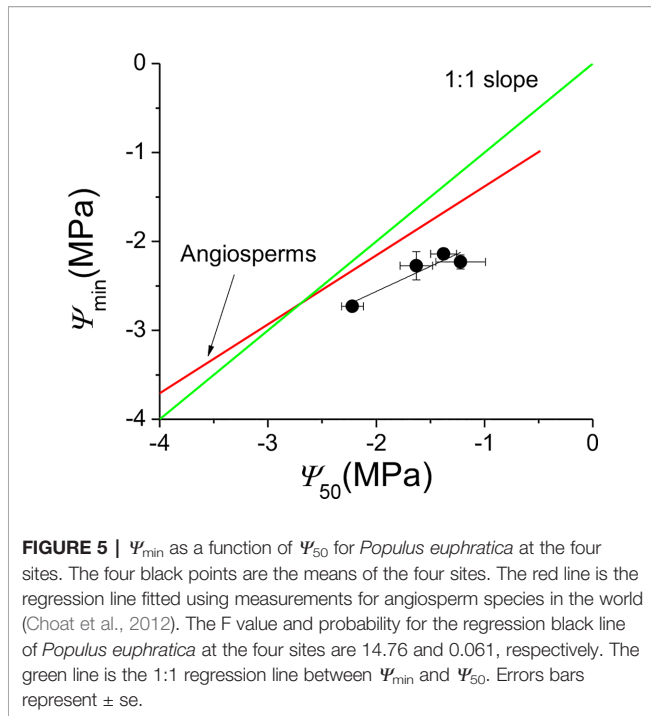 0
-1
-2
-3
-4
Ψmin(MPa)
1:1 slope
Angiosperms
-4 -3 -2 -1 0
Ψ50(MPa)
FIGURE 5 | Ψmin as a function of Ψ50 for Populus euphratica at the four
sites. The four black points are the means of the four sites. The red line is the
regression line fitted using measurements for angiosperm species in the world
(Choat et al., 2012). The F value and probability for the regression black line
of Populus euphratica at the four sites are 14.76 and 0.061, respectively. The
green line is the 1:1 regression line between Ψmin and Ψ50. Errors bars
represent ± se.